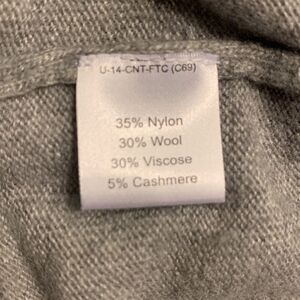 U-14-CNT-FTC (C69)
35% Nylon
30% Wool
30% Viscose
5% Cashmere